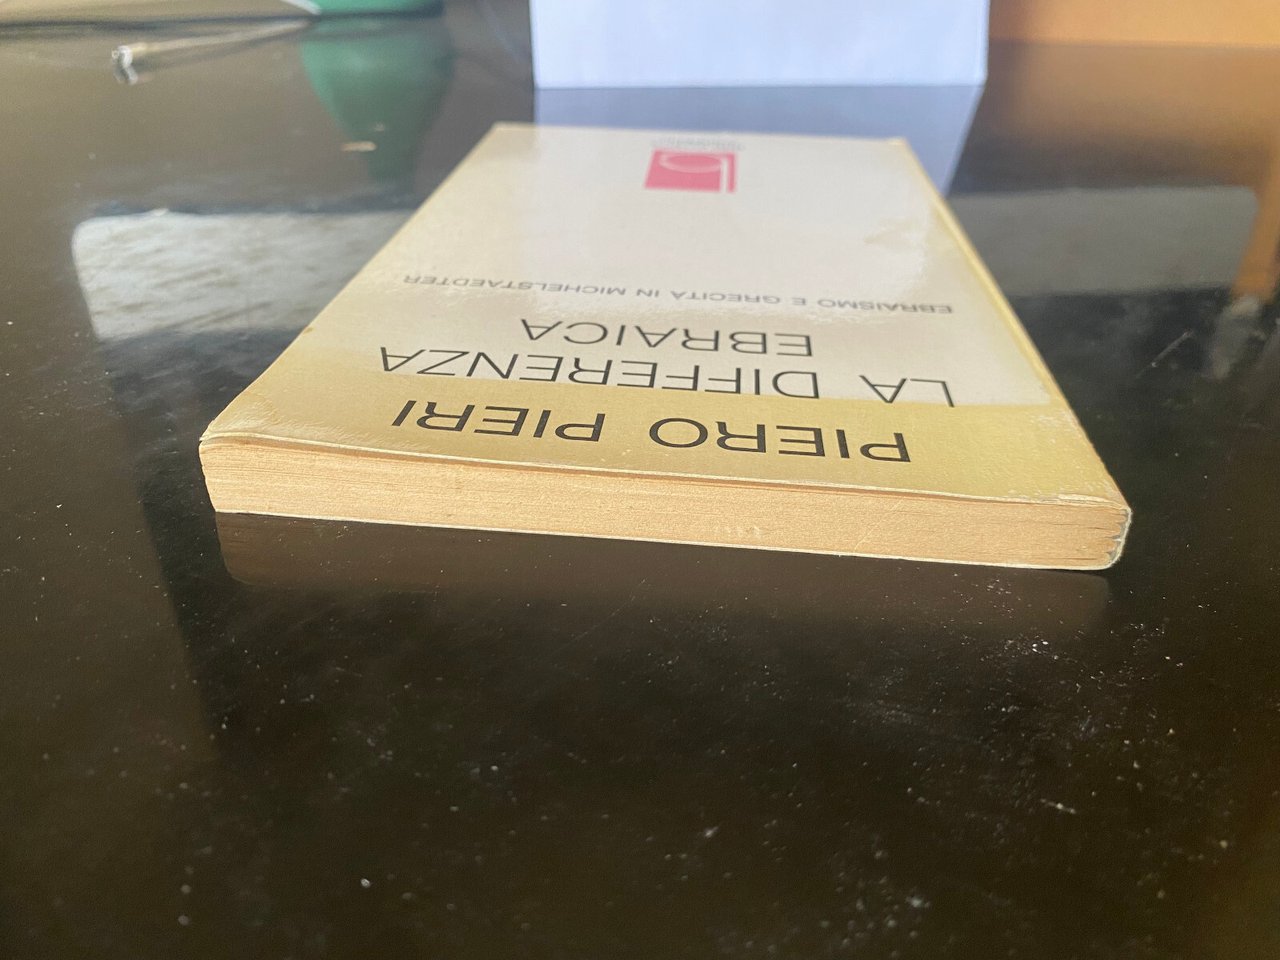 PIERO PIERI
LA DIFFERENZA
EBRAICA
EBRAISMO E GRECITÀ IN MICHELSTAEDTER